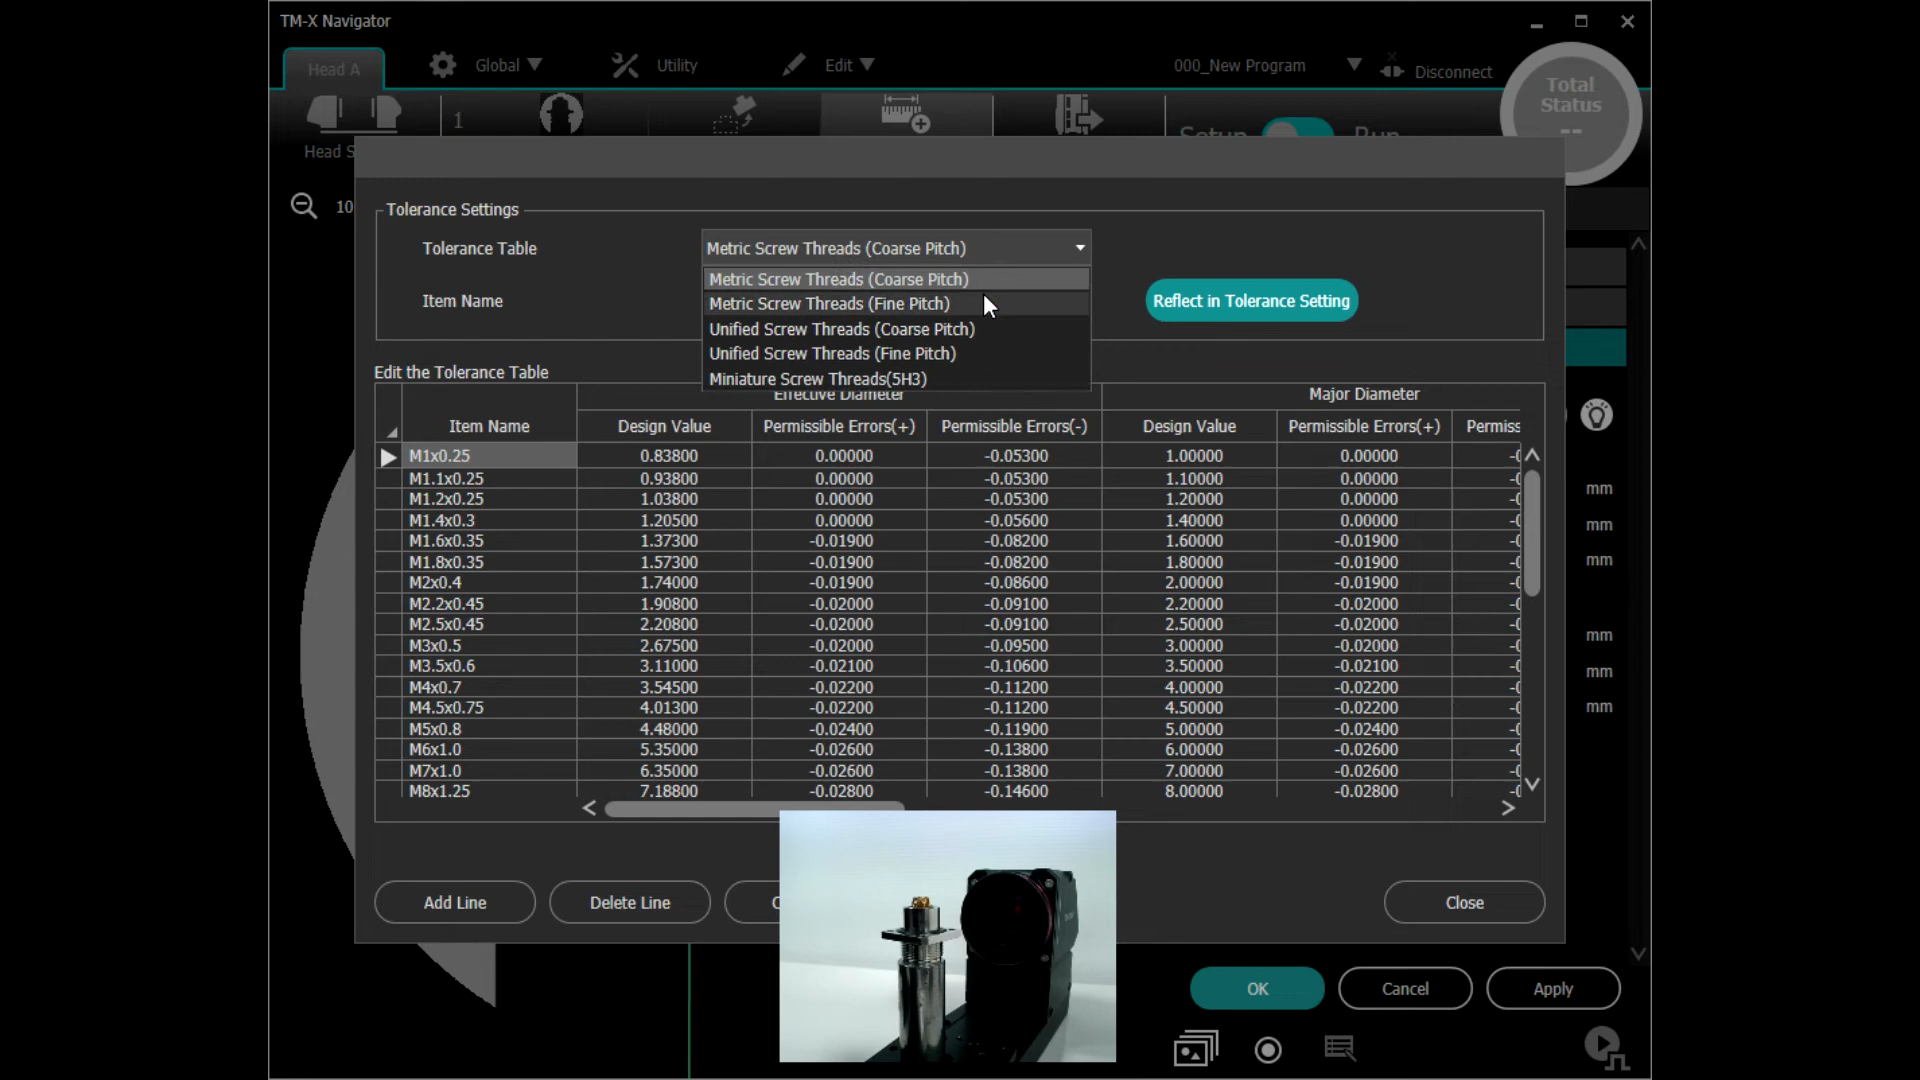 TM-X Navigator
Head A
Global
Utility
Edit
000_New Program
Disconnect
Total
Status
--
1
Head S
10
Tolerance Settings
Tolerance Table
Metric Screw Threads (Coarse Pitch)
Metric Screw Threads (Coarse Pitch)
Metric Screw Threads (Fine Pitch)
Unified Screw Threads (Coarse Pitch)
Unified Screw Threads (Fine Pitch)
Miniature Screw Threads(5H3)
Item Name
Reflect in Tolerance Setting
Edit the Tolerance Table
Effective Diameter Major Diameter
Item Name Design Value Permissible Errors(+) Permissible Errors(-) Design Value Permissible Errors(+) Permiss
M1x0.25 0.83800 0.00000 -0.05300 1.00000 0.00000
M1.1x0.25 0.93800 0.00000 -0.05300 1.10000 0.00000
M1.2x0.25 1.03800 0.00000 -0.05300 1.20000 0.00000
M1.4x0.3 1.20500 0.00000 -0.05600 1.40000 0.00000
M1.6x0.35 1.37300 -0.01900 -0.08200 1.60000 -0.01900
M1.8x0.35 1.57300 -0.01900 -0.08200 1.80000 -0.01900
M2x0.4 1.74000 -0.01900 -0.08600 2.00000 -0.01900
M2.2x0.45 1.90800 -0.02000 -0.09100 2.20000 -0.02000
M2.5x0.45 2.20800 -0.02000 -0.09100 2.50000 -0.02000
M3x0.5 2.67500 -0.02000 -0.09500 3.00000 -0.02000
M3.5x0.6 3.11000 -0.02100 -0.10600 3.50000 -0.02100
M4x0.7 3.54500 -0.02200 -0.11200 4.00000 -0.02200
M4.5x0.75 4.01300 -0.02200 -0.11200 4.50000 -0.02200
M5x0.8 4.48000 -0.02400 -0.11900 5.00000 -0.02400
M6x1.0 5.35000 -0.02600 -0.13800 6.00000 -0.02600
M7x1.0 6.35000 -0.02600 -0.13800 7.00000 -0.02600
M8x1.25 7.18800 -0.02800 -0.14600 8.00000 -0.02800
mm
mm
mm
mm
mm
mm
Add Line
Delete Line
Close
OK
Cancel
Apply